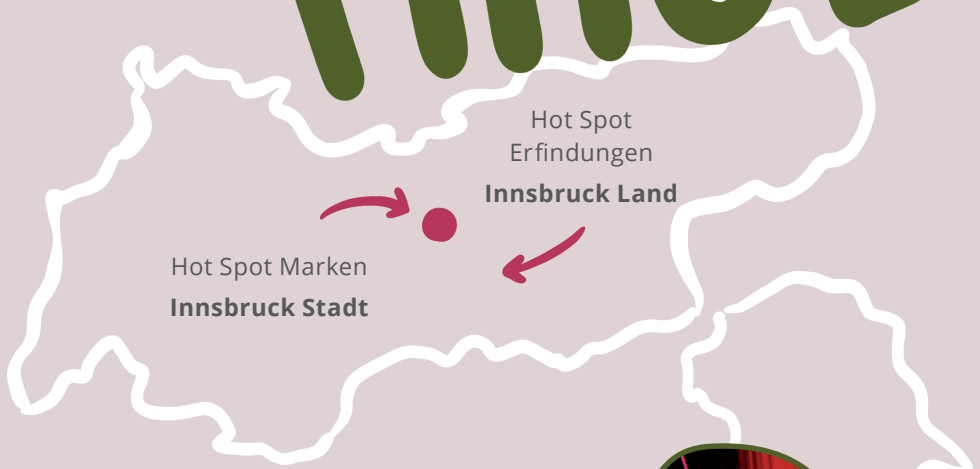 Hot Spot
Erfindungen
Innsbruck Land
Hot Spot Marken
Innsbruck Stadt